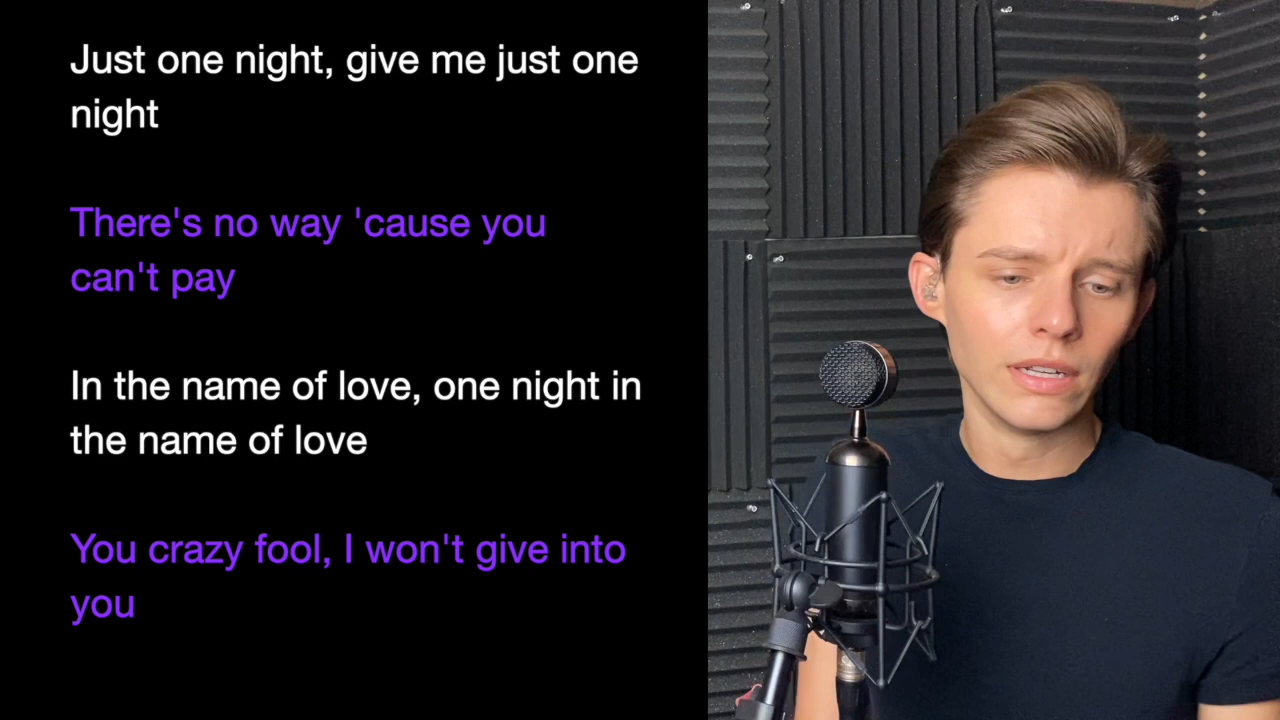 Just one night, give me just one
night
There's no way 'cause you
can't pay
In the name of love, one night in
the name of love
You crazy fool, I won't give into
you